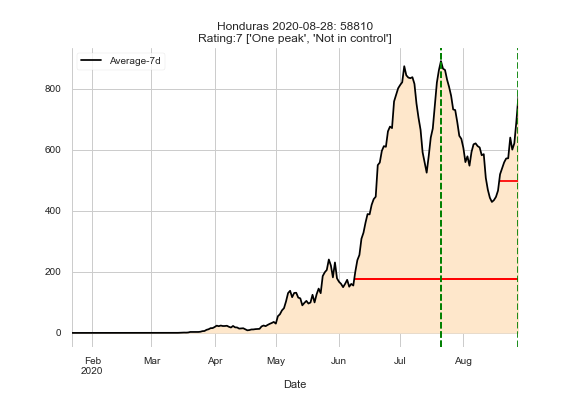 Honduras 2020-08-28: 58810
Rating:7 ['One peak', 'Not in control']
Average-7d
800
600
400
200
0
Feb
2020
Mar
Apr
May
Jun
Jul
Aug
Date